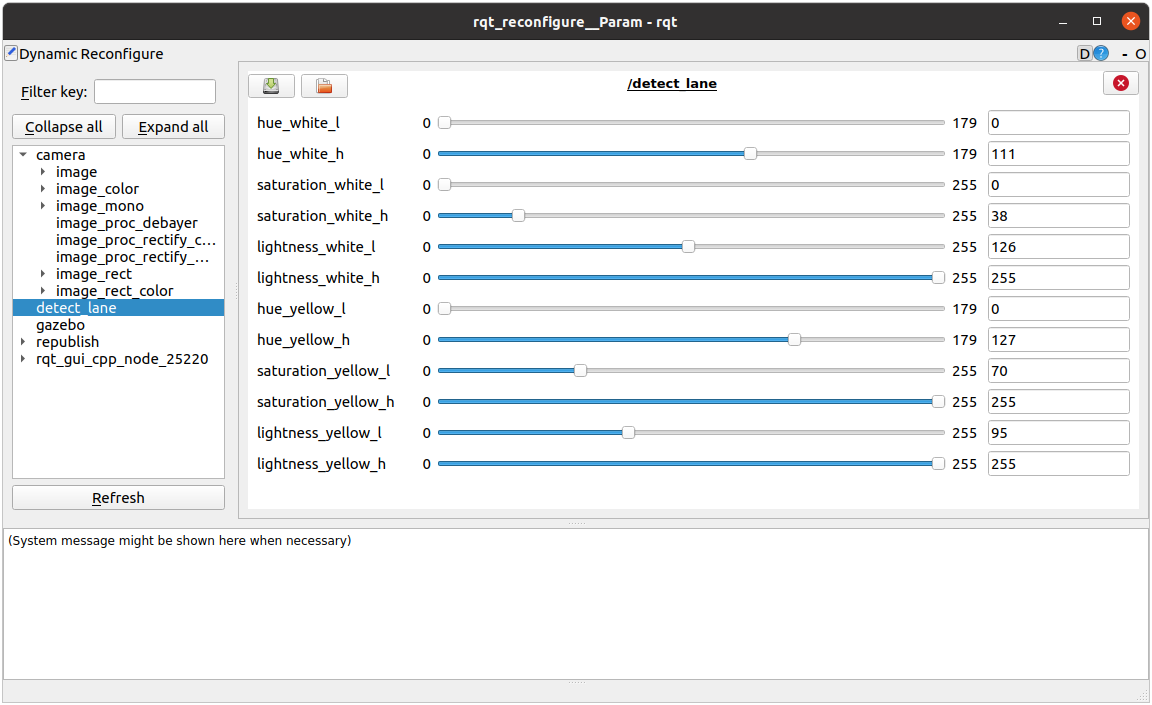 rqt_reconfigure__Param - rqt
Dynamic Reconfigure
D ? - O
Filter key:
Collapse all Expand all
camera
image
image_color
image_mono
image_proc_debayer
image_proc_rectify_c...
image_proc_rectify_...
image_rect
image_rect_color
detect_lane
gazebo
republish
rqt_gui_cpp_node_25220
Refresh
/detect_lane
hue_white_l 0 179 0
hue_white_h 0 179 111
saturation_white_l 0 255 0
saturation_white_h 0 255 38
lightness_white_l 0 255 126
lightness_white_h 0 255 255
hue_yellow_l 0 179 0
hue_yellow_h 0 179 127
saturation_yellow_l 0 255 70
saturation_yellow_h 0 255 255
lightness_yellow_l 0 255 95
lightness_yellow_h 0 255 255
(System message might be shown here when necessary)